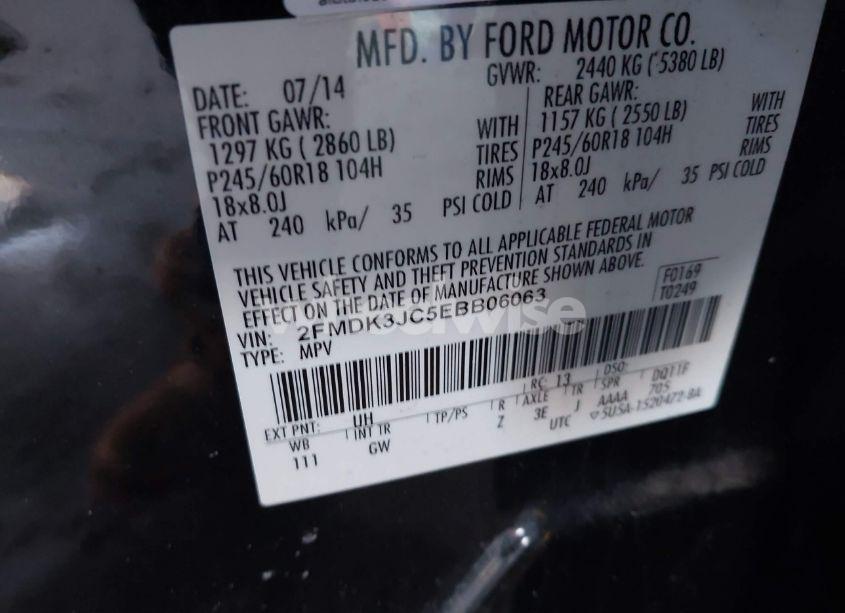 MFD. BY FORD MOTOR CO.
DATE: 07/14 GVWR: 2440 KG ( 5380 LB)
FRONT GAWR: REAR GAWR:
1297 KG ( 2860 LB) WITH 1157 KG ( 2550 LB) WITH
P245/60R18 104H TIRES P245/60R18 104H TIRES
18x8.0J RIMS 18x8.0J RIMS
AT 240 kPa/ 35 PSI COLD AT 240 kPa/ 35 PSI COLD
THIS VEHICLE CONFORMS TO ALL APPLICABLE FEDERAL MOTOR
VEHICLE SAFETY AND THEFT PREVENTION STANDARDS IN
EFFECT ON THE DATE OF MANUFACTURE SHOWN ABOVE.
F0169
T0249
VIN: 2FMDK3JC5EBB06063
TYPE: MPV
EXT PNT: UH RC: 13 DSO:
WB INT TR TP/PS R AXLE TR SPR
111 GW Z 3E J AAAA 705
UTC